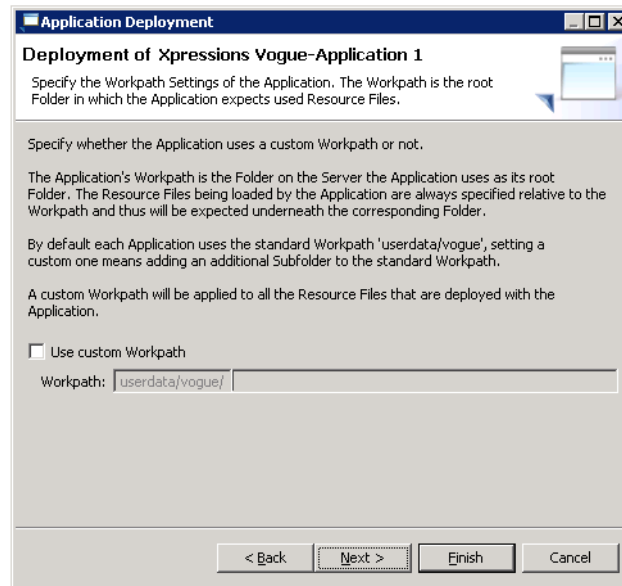 Application Deployment
Deployment of Xpressions Vogue-Application 1
Specify the Workpath Settings of the Application. The Workpath is the root
Folder in which the Application expects used Resource Files.
Specify whether the Application uses a custom Workpath or not.
The Application's Workpath is the Folder on the Server the Application uses as its root
Folder. The Resource Files being loaded by the Application are always specified relative to the
Workpath and thus will be expected underneath the corresponding Folder.
By default each Application uses the standard Workpath 'userdata/vogue', setting a
custom one means adding an additional Subfolder to the standard Workpath.
A custom Workpath will be applied to all the Resource Files that are deployed with the
Application.
Use custom Workpath
Workpath: userdata/vogue/
< Back Next > Finish Cancel